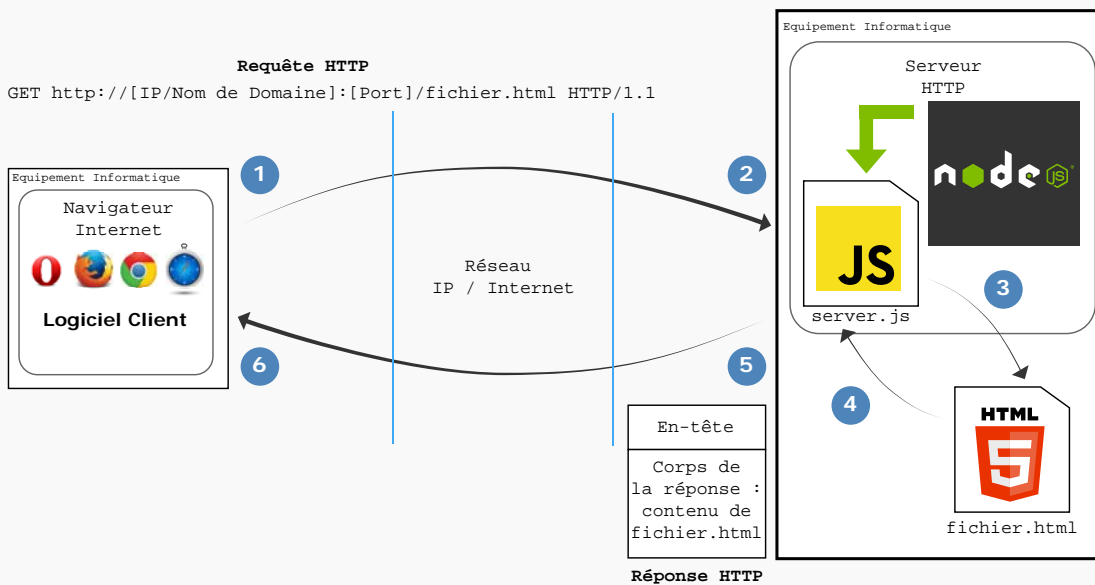 Requête HTTP
GET http://[IP/Nom de Domaine]:[Port]/fichier.html HTTP/1.1
Equipement Informatique
Navigateur
Internet
Logiciel Client
1
2
Réseau
IP / Internet
6
5
Equipement Informatique
Serveur
HTTP
node JS
JS
server.js
3
4
HTML
5
fichier.html
En-tête
Corps de
la réponse :
contenu de
fichier.html
Réponse HTTP